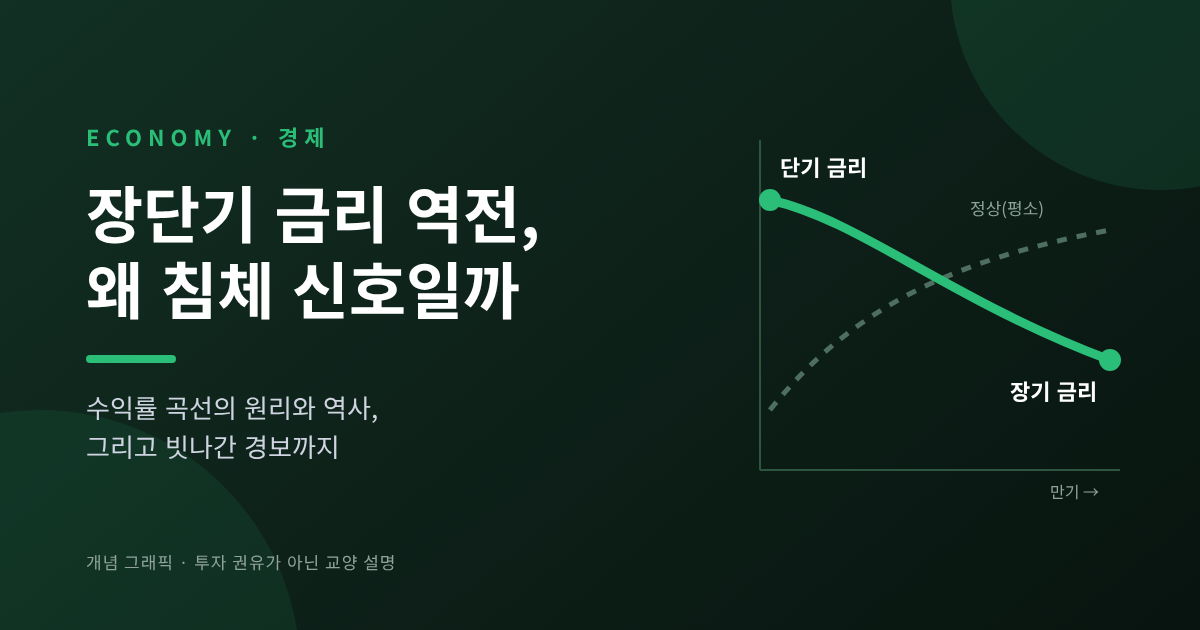 ECONOMY · 경제
장단기 금리 역전,
왜 침체 신호일까
수익률 곡선의 원리와 역사,
그리고 빗나간 경보까지
개념 그래픽 · 투자 권유가 아닌 교양 설명
단기 금리
정상(평소)
장기 금리
만기 →